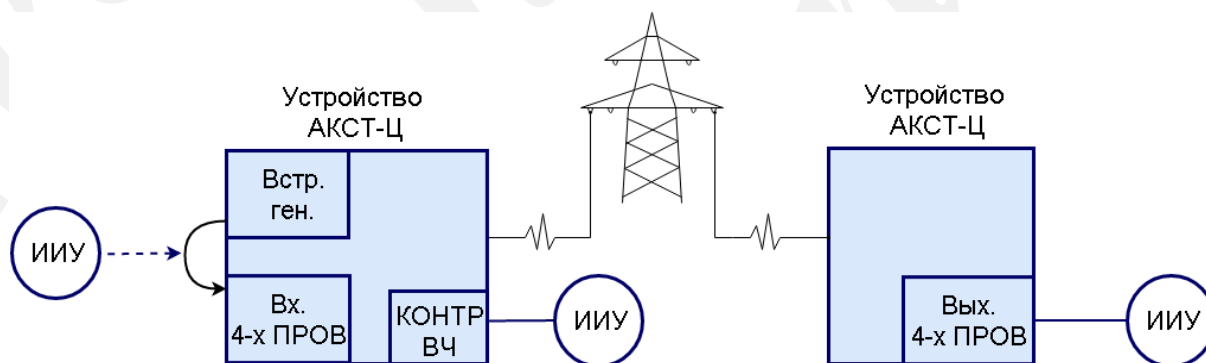 Устройство
АКСТ-Ц
Устройство
АКСТ-Ц
Встр.
ген.
ИИУ
Вх.
4-х ПРОВ
КОНТР
ВЧ
ИИУ
Вых.
4-х ПРОВ
ИИУ